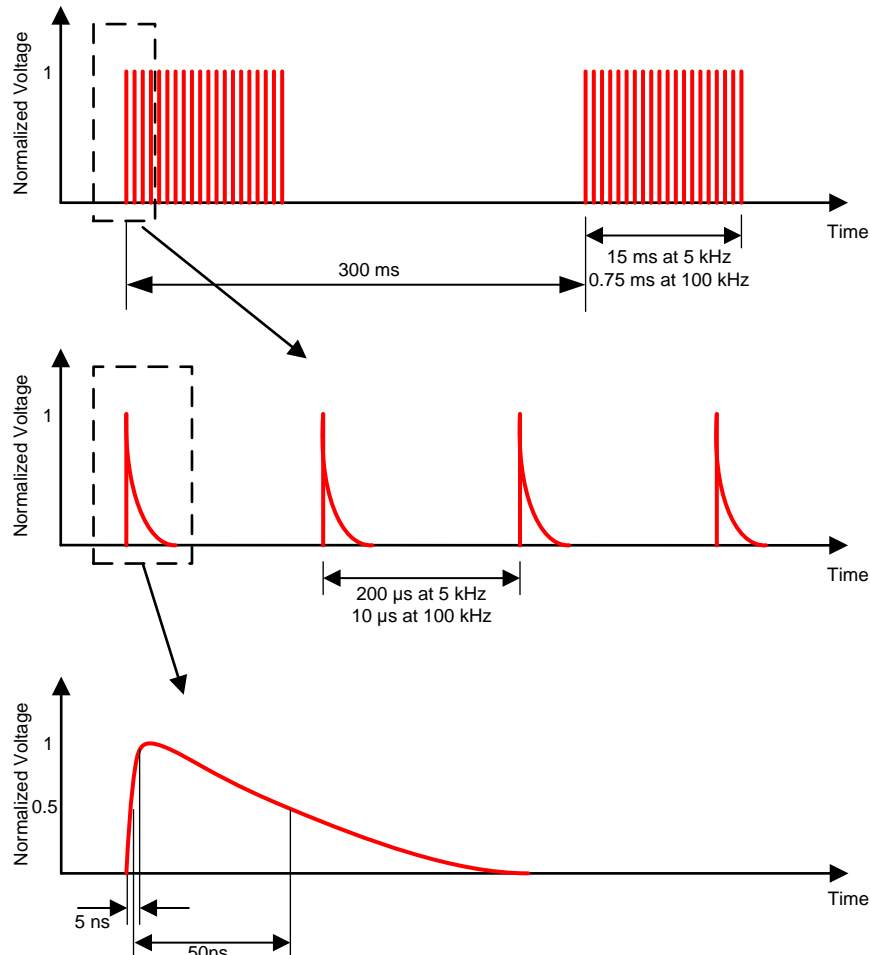 Normalized Voltage
1
Time
15 ms at 5 kHz
0.75 ms at 100 kHz
300 ms
Normalized Voltage
1
Time
200 µs at 5 kHz
10 µs at 100 kHz
Normalized Voltage
1
0.5
Time
5 ns
50ns